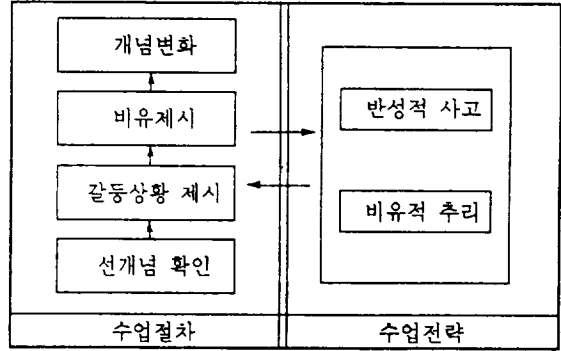 개념변화
비유제시
갈등상황 제시
선개념 확인
수업절차
반성적 사고
비유적 추리
수업전략